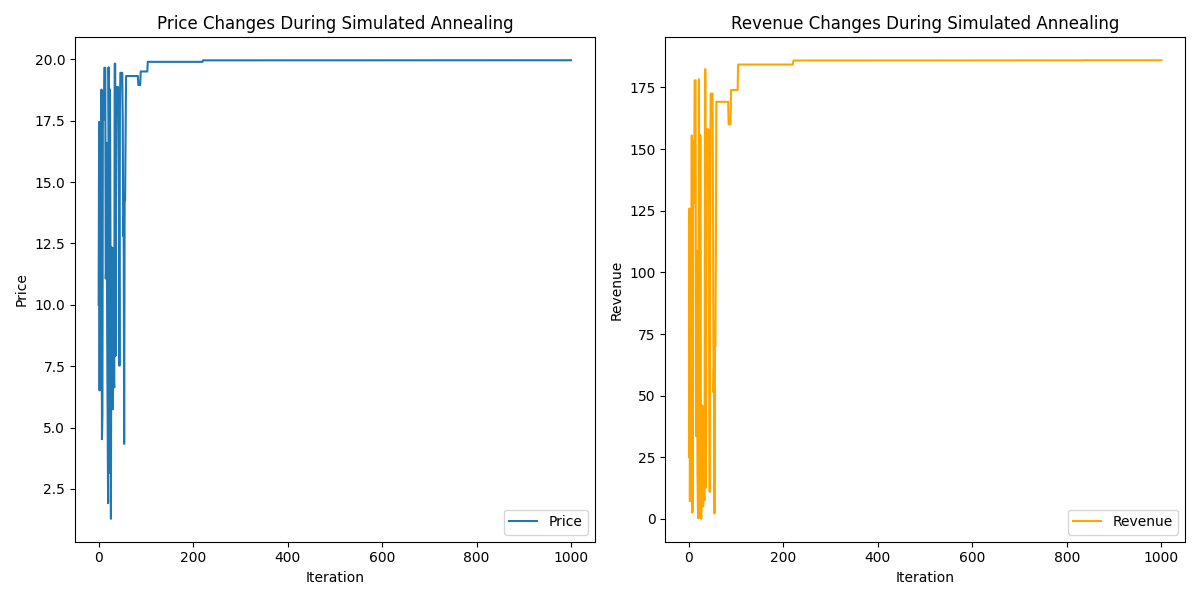 Price Changes During Simulated Annealing
20.0
17.5
15.0
12.5
10.0
7.5
5.0
2.5
Price
0 200 400 600 800 1000
Iteration
Price
Revenue Changes During Simulated Annealing
175
150
125
100
75
50
25
0
Revenue
0 200 400 600 800 1000
Iteration
Revenue